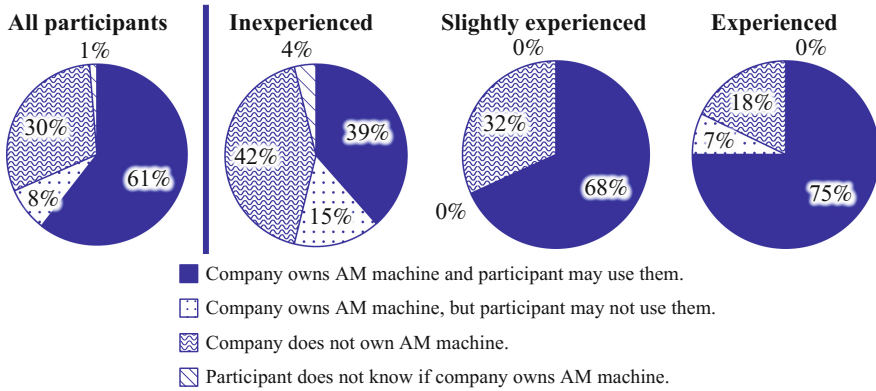 All participants
Inexperienced
Slightly experienced
Experienced
1%
30%
61%
8%
4%
39%
42%
15%
0%
32%
68%
0%
0%
18%
7%
75%
Company owns AM machine and participant may use them.
Company owns AM machine, but participant may not use them.
Company does not own AM machine.
Participant does not know if company owns AM machine.